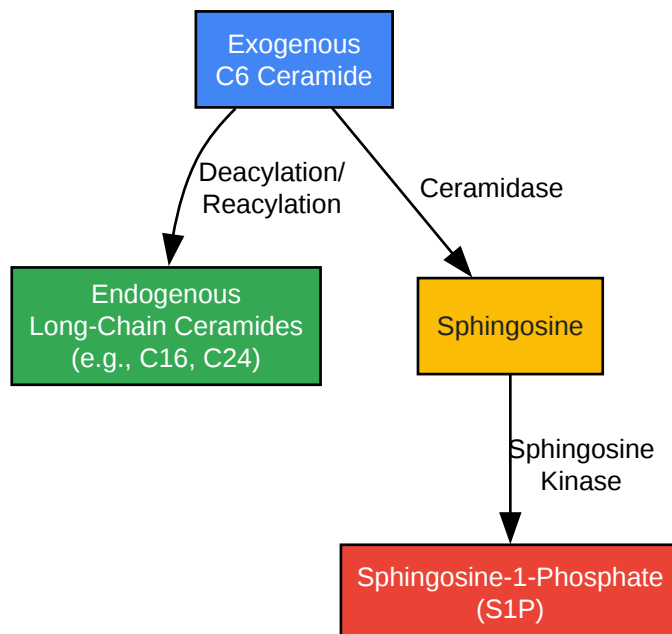 Exogenous
C6 Ceramide
Deacylation/
Reacylation
Ceramidase
Endogenous
Long-Chain Ceramides
(e.g., C16, C24)
Sphingosine
Sphingosine
Kinase
Sphingosine-1-Phosphate
(S1P)